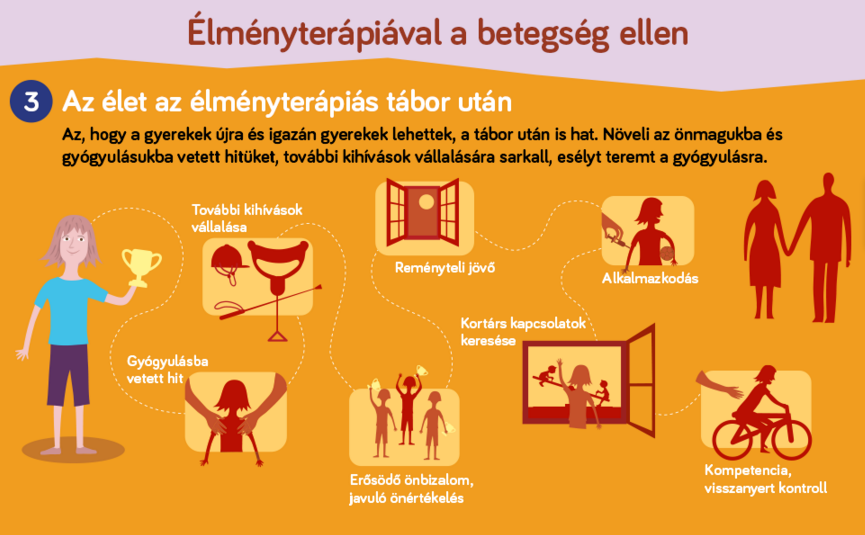 Élményterápiával a betegség ellen
3 Az élet az élményterápiás tábor után
Az, hogy a gyerekek újra és igazán gyerekek lehettek, a tábor után is hat. Növeli az önmagukba és
gyógyulásukba vetett hitüket, további kihívások vállalására sarkall, esélyt teremt a gyógyulásra.
További kihívások
vállalása
Reményteli jövő
Alkalmazkodás
Kortárs kapcsolatok
keresése
Gyógyulásba
vetett hit
Erősödő önbizalom,
javuló önértékelés
Kompetencia,
visszanyert kontroll